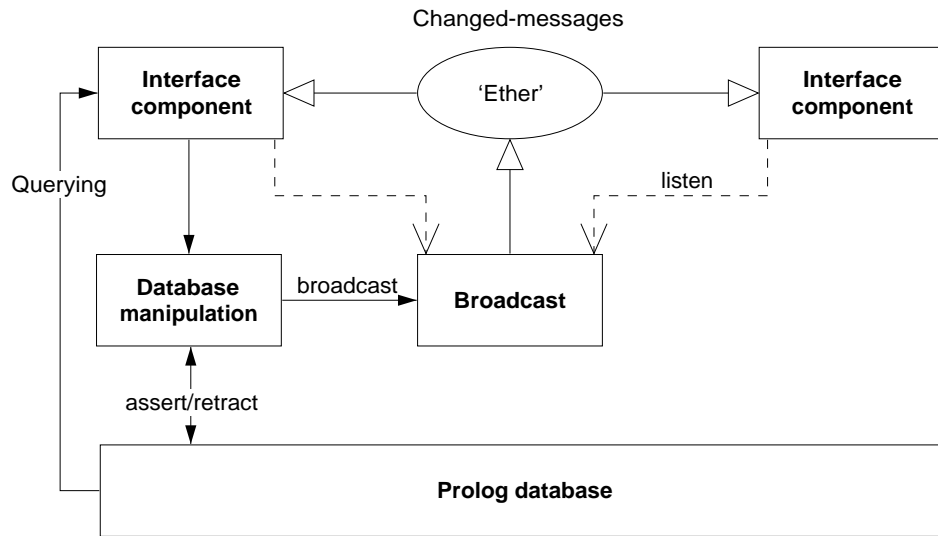 Changed-messages
Interface
component
‘Ether’
Interface
component
Querying
listen
Database
manipulation
broadcast
Broadcast
assert/retract
Prolog database